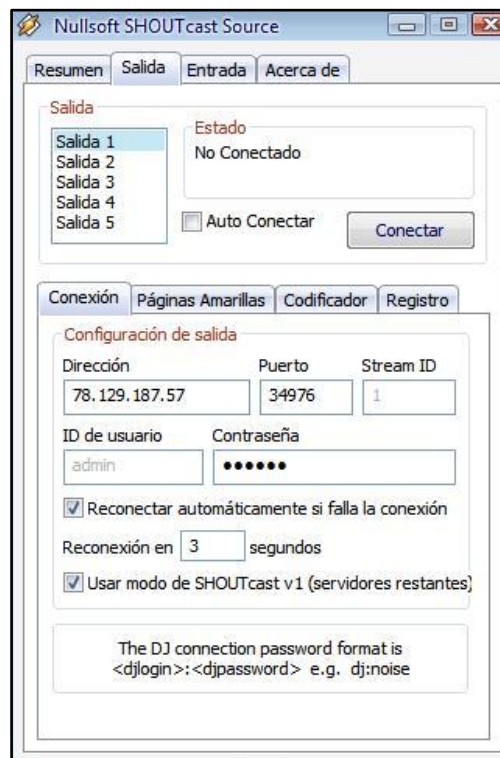 Nullsoft SHOUTcast Source
Resumen Salida Entrada Acerca de
Salida
Salida 1
Salida 2
Salida 3
Salida 4
Salida 5
Estado
No Conectado
Auto Conectar
Conectar
Conexión Páginas Amarillas Codificador Registro
Configuración de salida
Dirección Puerto Stream ID
78.129.187.57 34976 1
ID de usuario Contraseña
admin ●●●●●●
Reconectar automáticamente si falla la conexión
Reconexión en 3 segundos
Usar modo de SHOUTcast v1 (servidores restantes)
The DJ connection password format is
<djlogin>:<djpassword> e.g. dj:noise